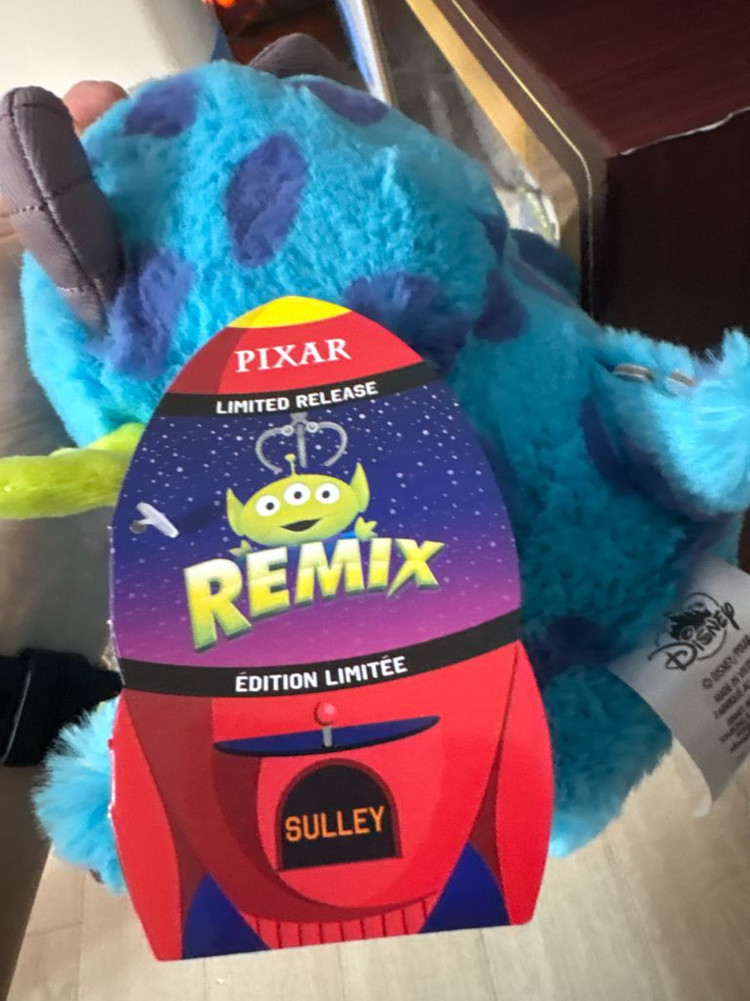 PIXAR
LIMITED RELEASE
REMIX
ÉDITION LIMITÉE
SULLEY
DISNEY